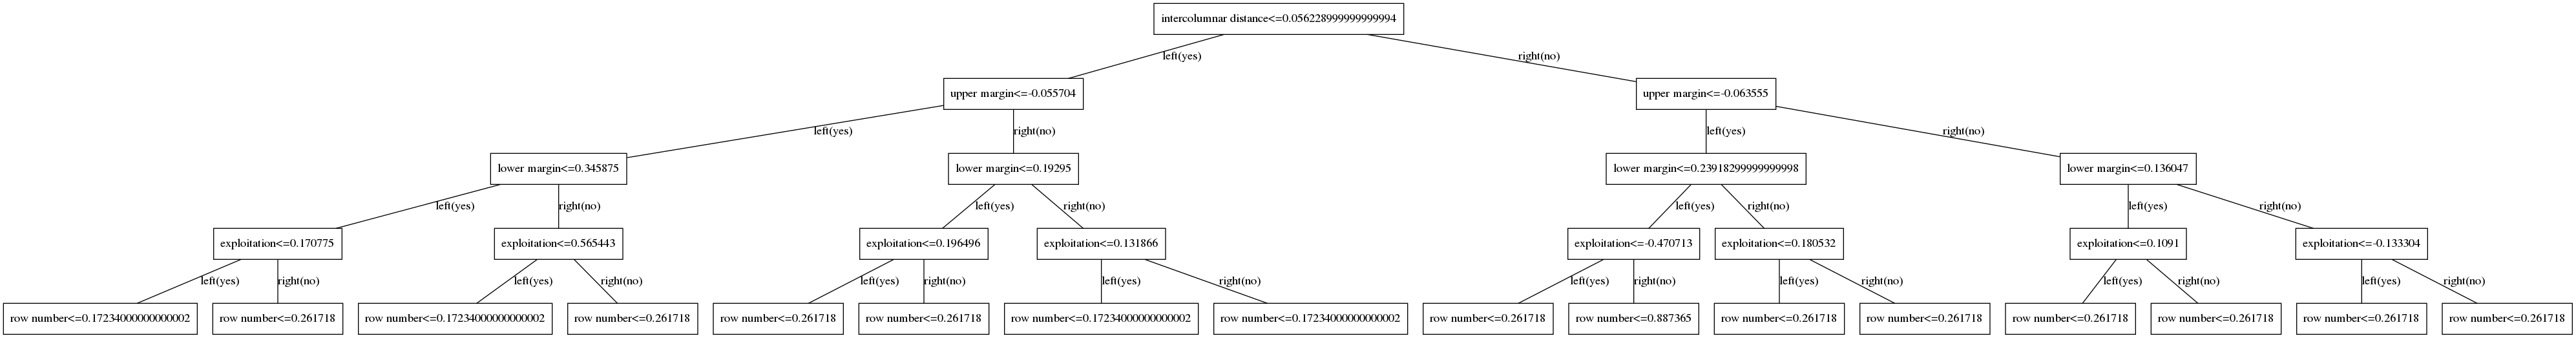 intercolumnar distance<=0.056228999999999994
left(yes) right(no)
upper margin<=-0.055704 upper margin<=-0.063555
left(yes) right(no) left(yes) right(no)
lower margin<=0.345875 lower margin<=0.19295 lower margin<=0.23918299999999998 lower margin<=0.136047
left(yes) right(no) left(yes) right(no) left(yes) right(no) left(yes) right(no)
exploitation<=0.170775 exploitation<=0.565443 exploitation<=0.196496 exploitation<=0.131866 exploitation<=-0.470713 exploitation<=0.180532 exploitation<=0.1091 exploitation<=-0.133304
left(yes) right(no) left(yes) right(no) left(yes) right(no) left(yes) right(no) left(yes) right(no) left(yes) right(no) left(yes) right(no) left(yes) right(no)
row number<=0.17234000000000002 row number<=0.261718 row number<=0.17234000000000002 row number<=0.261718 row number<=0.261718 row number<=0.261718 row number<=0.17234000000000002 row number<=0.17234000000000002 row number<=0.261718 row number<=0.887365 row number<=0.261718 row number<=0.261718 row number<=0.261718 row number<=0.261718 row number<=0.261718 row number<=0.261718